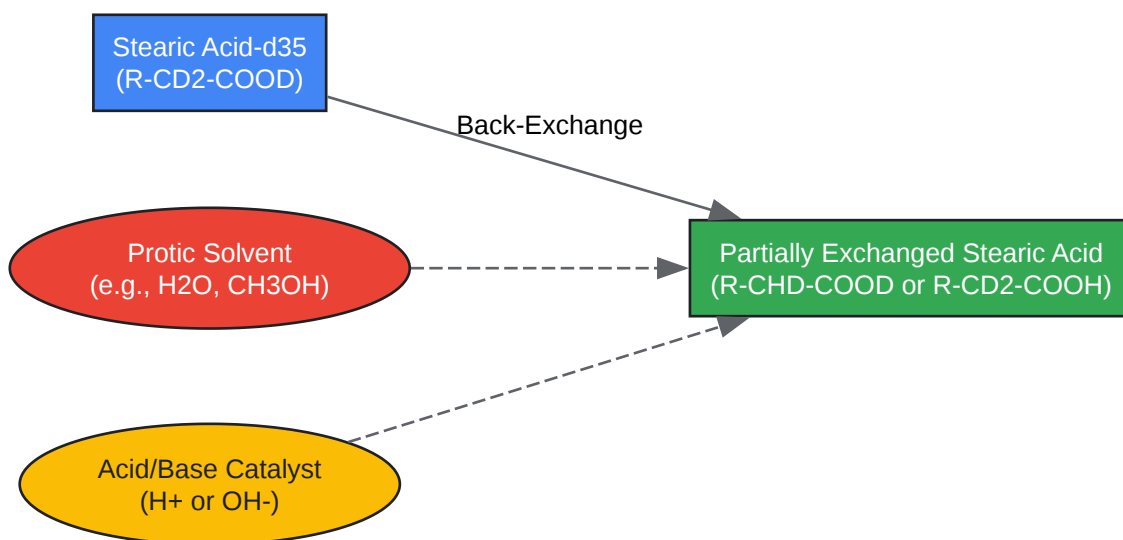 Stearic Acid-d35
(R-CD2-COOD)
Back-Exchange
Protic Solvent
(e.g., H2O, CH3OH)
Partially Exchanged Stearic Acid
(R-CHD-COOD or R-CD2-COOH)
Acid/Base Catalyst
(H+ or OH-)